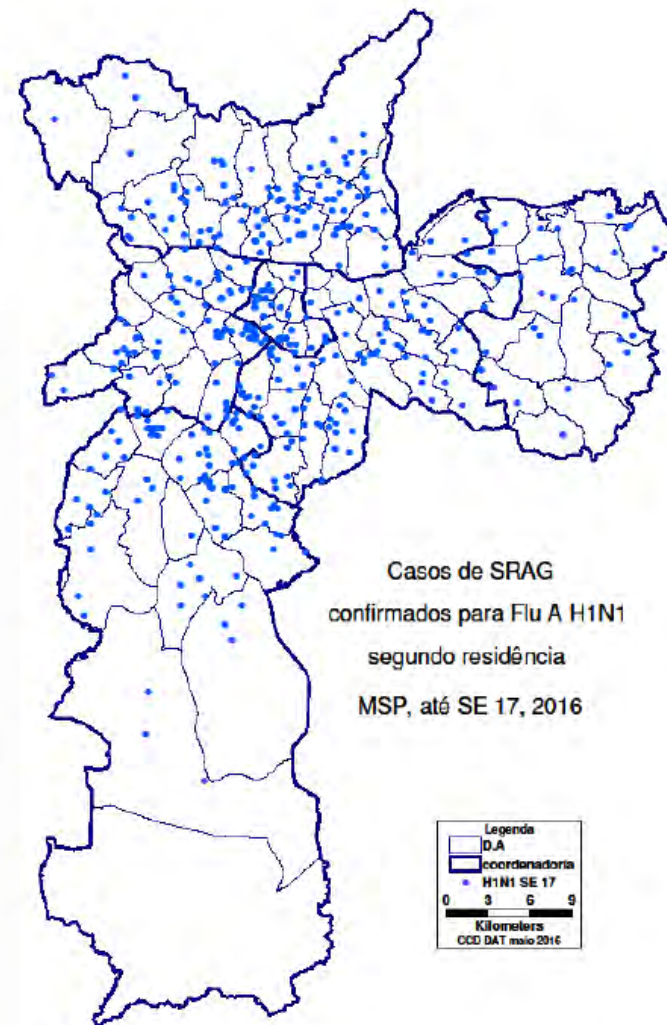 Casos de SRAG
confirmados para Flu A H1N1
segundo residência
MSP, até SE 17, 2016
Legenda
D.A
coordenadoria
H1N1 SE 17
0 3 6 9
Kilometers
CCD DAT maio 2016